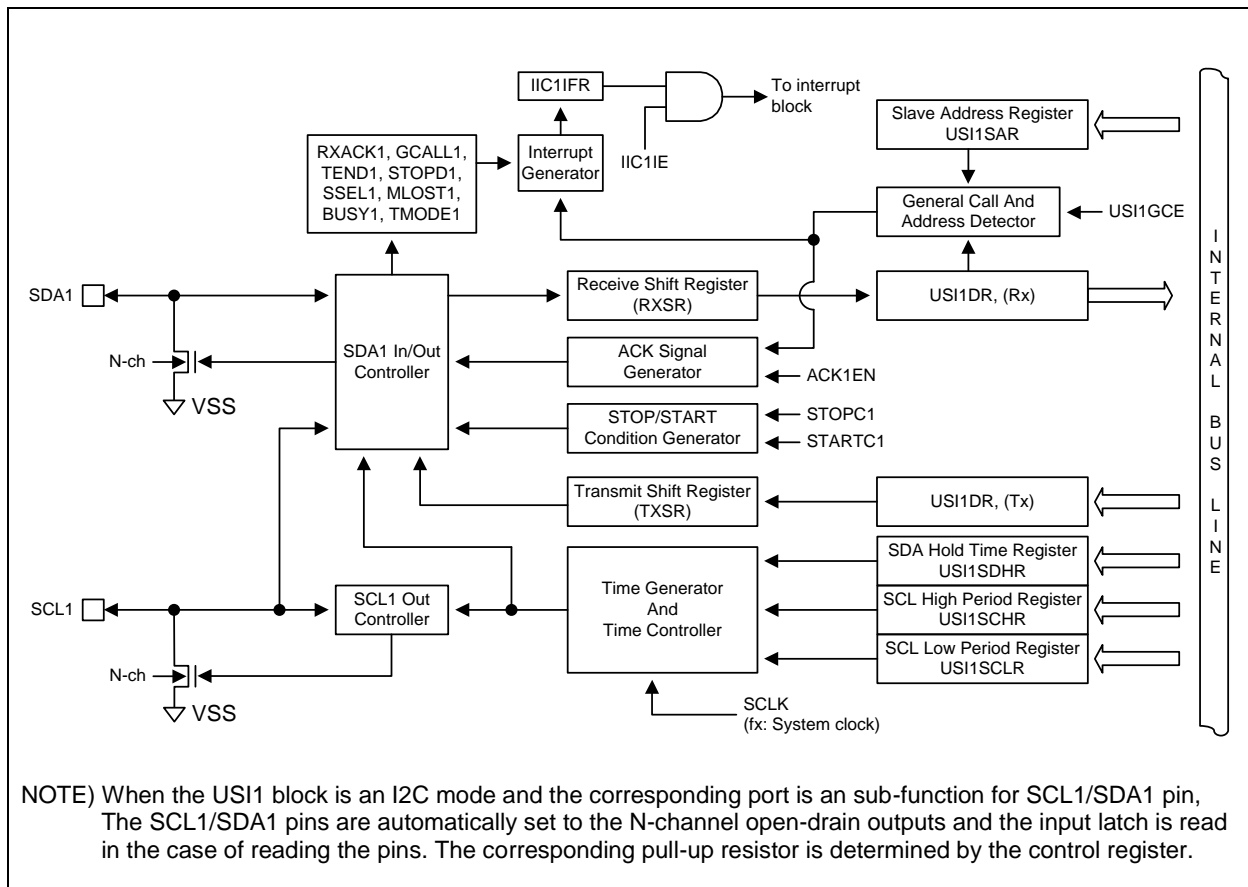 IIC1IFR
To interrupt
block
Slave Address Register
USI1SAR
RXACK1, GCALL1,
TEND1, STOPD1,
SSEL1, MLOST1,
BUSY1, TMODE1
Interrupt
Generator
IIC1IE
General Call And
Address Detector
USI1GCE
INTERNAL BUS LINE
SDA1
Receive Shift Register
(RXSR)
USI1DR, (Rx)
N-ch
SDA1 In/Out
Controller
ACK Signal
Generator
ACK1EN
VSS
STOP/START
Condition Generator
STOPC1
STARTC1
Transmit Shift Register
(TXSR)
USI1DR, (Tx)
SDA Hold Time Register
USI1SDHR
SCL1
SCL1 Out
Controller
Time Generator
And
Time Controller
SCL High Period Register
USI1SCHR
SCL Low Period Register
USI1SCLR
N-ch
VSS
SCLK
(fx: System clock)
NOTE) When the USI1 block is an I2C mode and the corresponding port is an sub-function for SCL1/SDA1 pin,
The SCL1/SDA1 pins are automatically set to the N-channel open-drain outputs and the input latch is read
in the case of reading the pins. The corresponding pull-up resistor is determined by the control register.